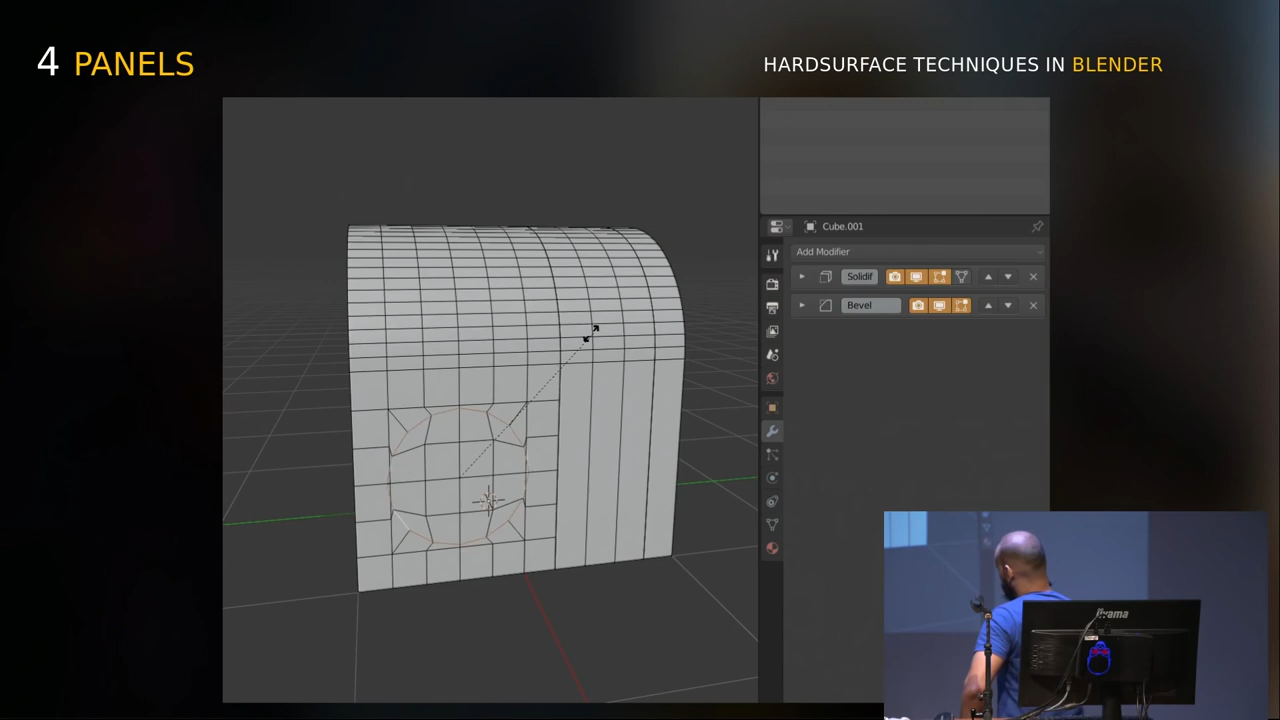 4 PANELS
HARDSURFACE TECHNIQUES IN BLENDER
Cube.001
Add Modifier
Solidif
Bevel
iiyama